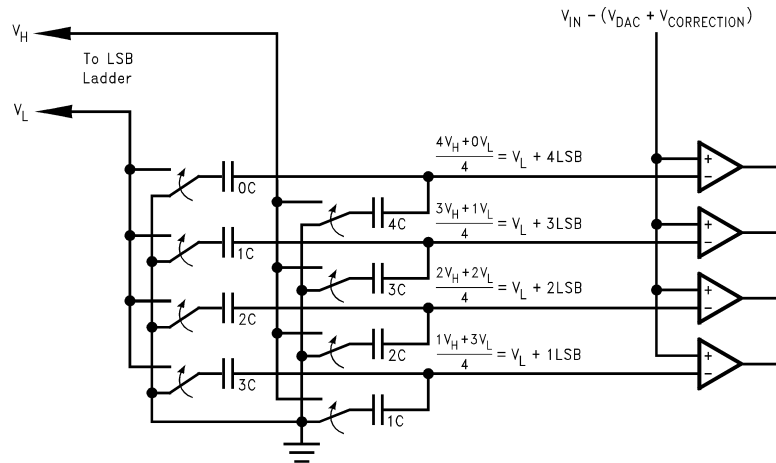 V_H
To LSB
Ladder
V_L
V_IN – (V_DAC + V_CORRECTION)
4V_H+0V_L/4 = V_L + 4LSB
0C
4C
3V_H+1V_L/4 = V_L + 3LSB
1C
3C
2V_H+2V_L/4 = V_L + 2LSB
2C
2C
1V_H+3V_L/4 = V_L + 1LSB
3C
1C
+
–
+
–
+
–
+
–